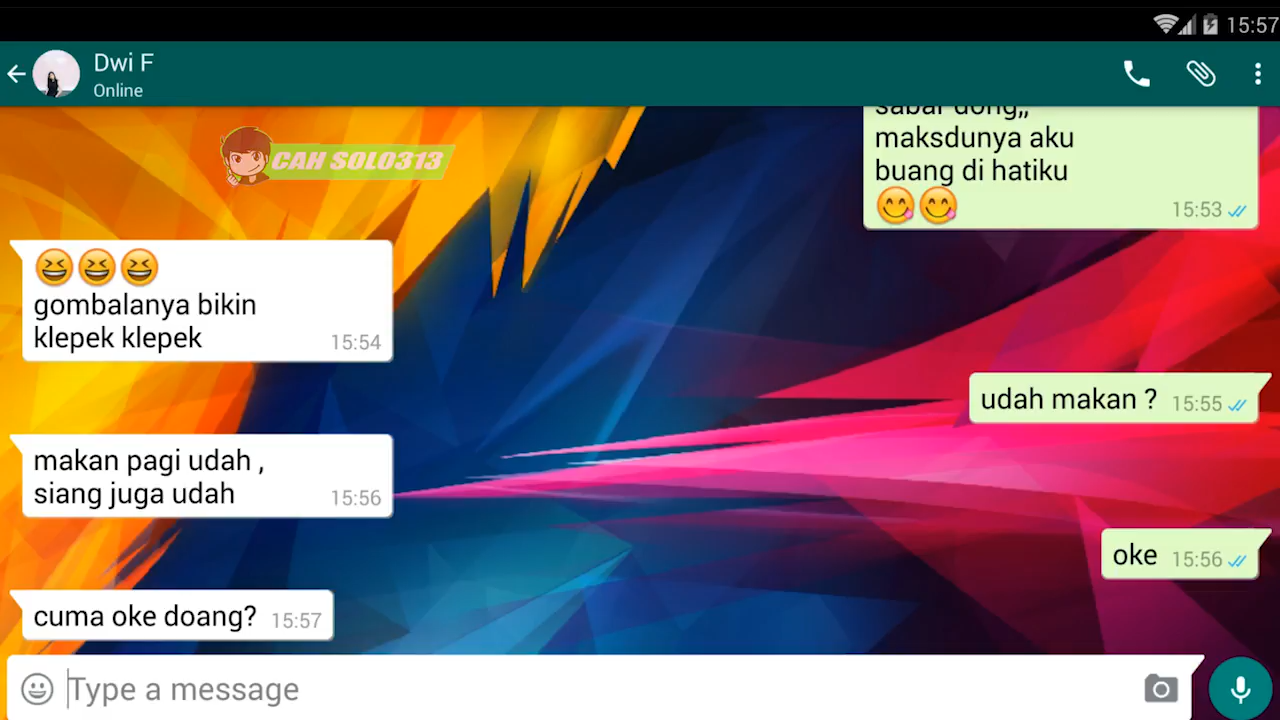 15:57
Dwi F
Online
CAH SOLO313
sabar dong,,
maksdunya aku
buang di hatiku
15:53
gombalanya bikin
klepek klepek
15:54
udah makan ?
15:55
makan pagi udah ,
siang juga udah
15:56
oke
15:56
cuma oke doang?
15:57
Type a message